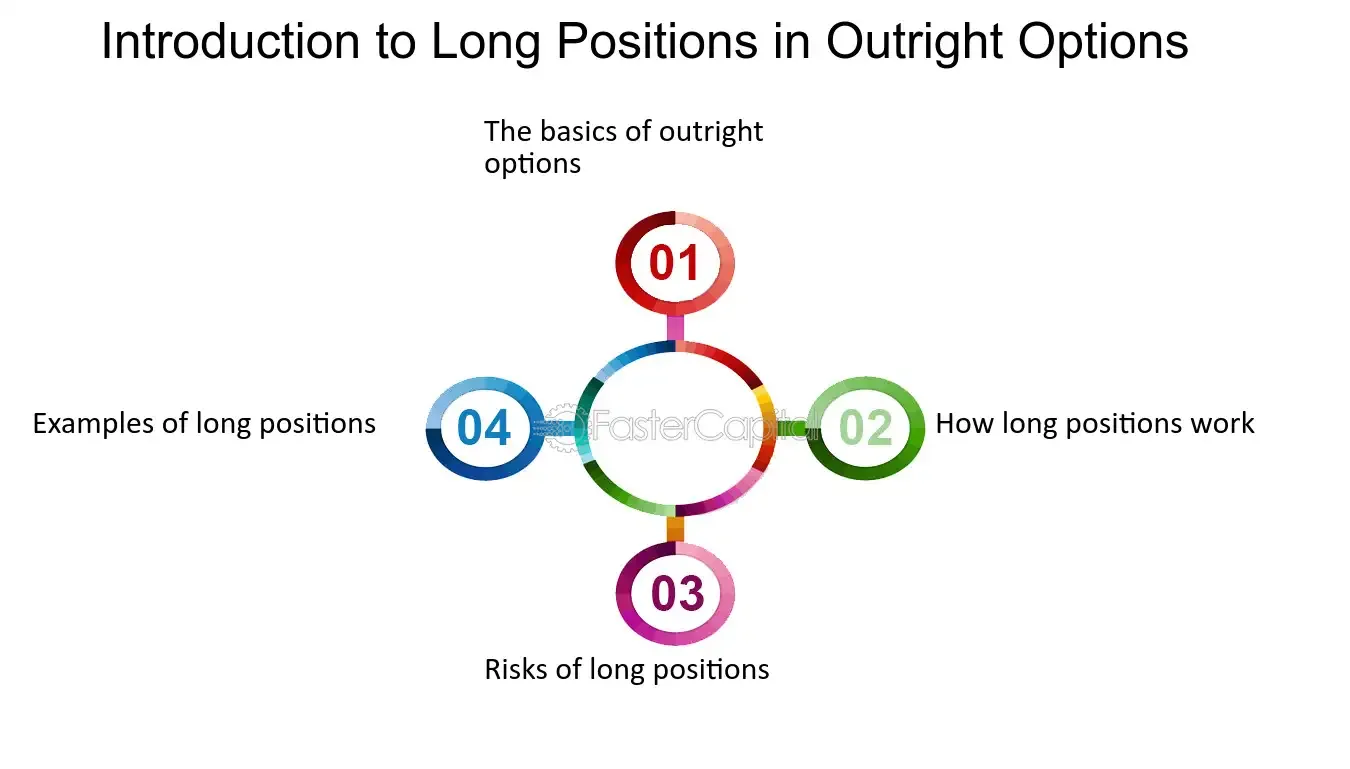 Introduction to Long Positions in Outright Options
The basics of outright
options
01
Examples of long positions
04
FasterCapital
02
How long positions work
03
Risks of long positions